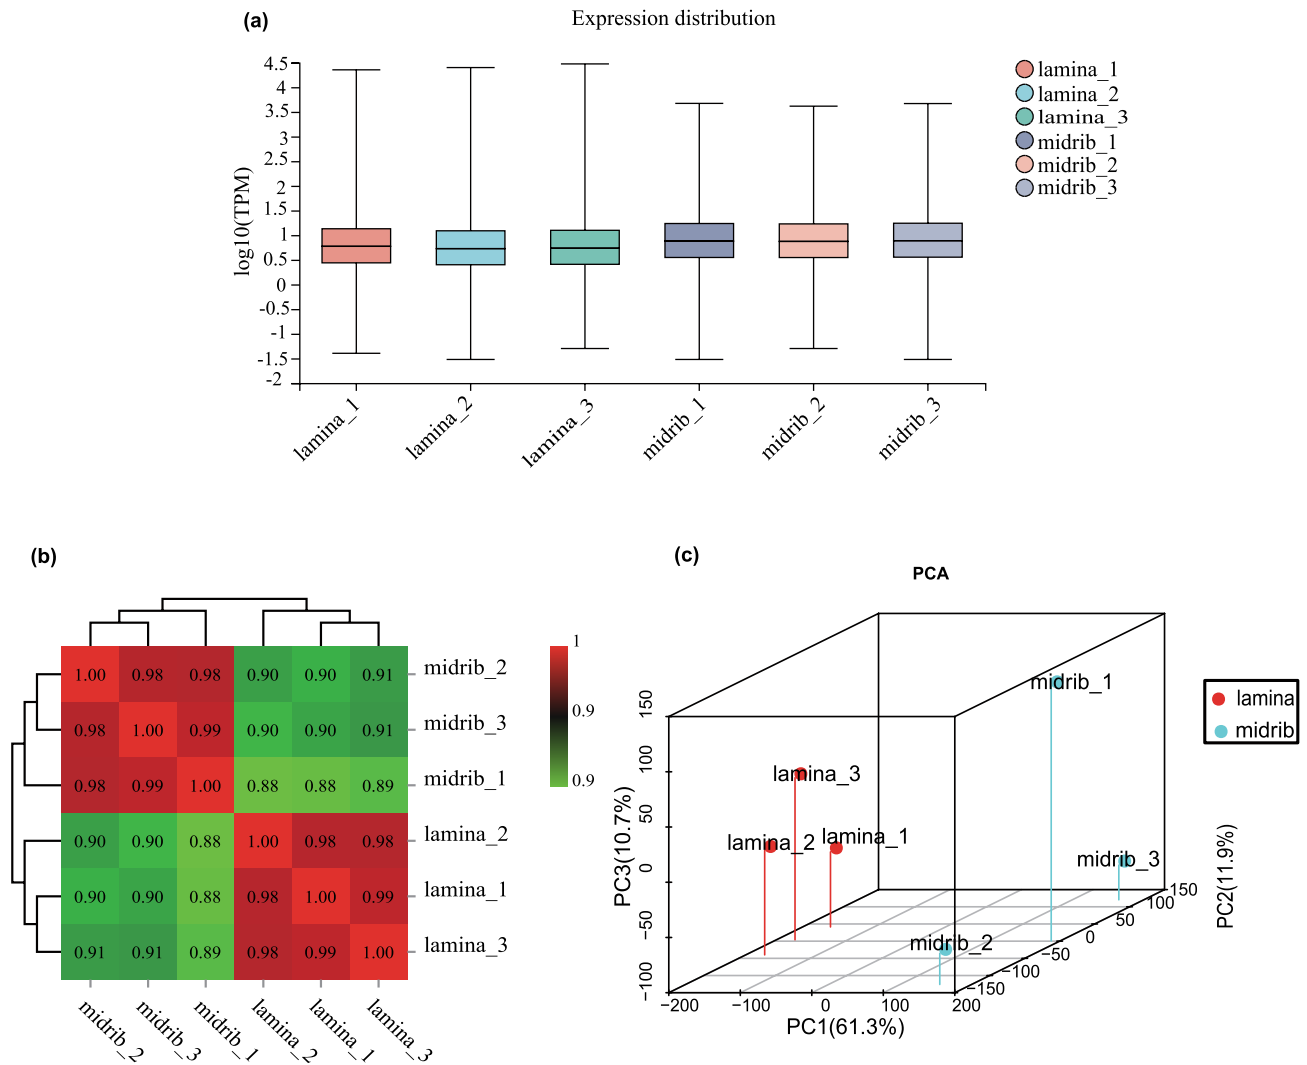 (a)
Expression distribution
log10(TPM)
4.5
4
3.5
3
2.5
2
1.5
1
0.5
0
-0.5
-1
-1.5
-2
lamina_1
lamina_2
lamina_3
midrib_1
midrib_2
midrib_3
lamina_1
lamina_2
lamina_3
midrib_1
midrib_2
midrib_3
(b)
1.00 0.98 0.98 0.90 0.90 0.91 midrib_2
0.98 1.00 0.99 0.90 0.90 0.91 midrib_3
0.98 0.99 1.00 0.88 0.88 0.89 midrib_1
0.90 0.90 0.88 1.00 0.98 0.98 lamina_2
0.90 0.90 0.88 0.98 1.00 0.99 lamina_1
0.91 0.91 0.89 0.98 0.99 1.00 lamina_3
midrib_2
midrib_3
midrib_1
lamina_2
lamina_1
lamina_3
1
0.9
0.9
(c)
PCA
PC3(10.7%)
150
100
50
0
−50
−100
midrib_1
lamina_3
lamina_2
lamina_1
midrib_3
midrib_2
−200 −100 0 100 200
PC1(61.3%)
−150
−100
−50
0
50
100
150
PC2(11.9%)
lamina
midrib